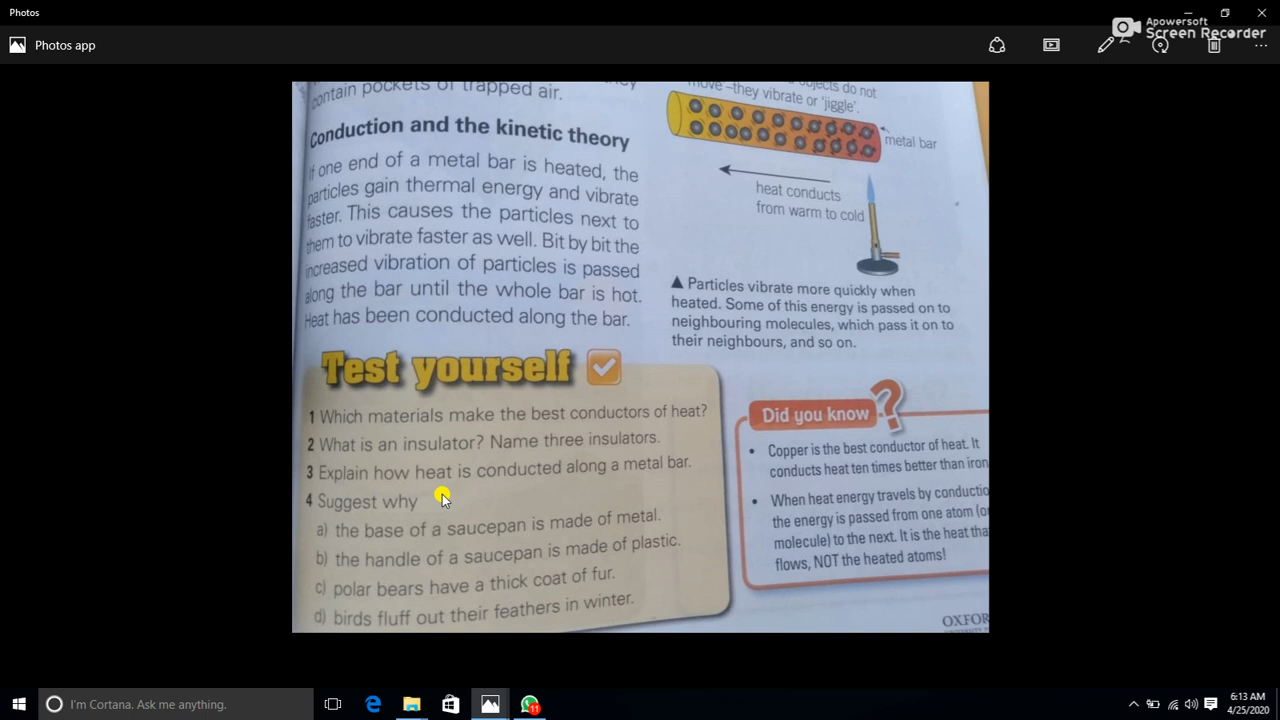 Photos
Apowersoft
Screen Recorder
Photos app
contain pockets of trapped air.
objects do not
move'–they vibrate or 'jiggle'.
metal bar
heat conducts
from warm to cold
▲ Particles vibrate more quickly when
heated. Some of this energy is passed on to
neighbouring molecules, which pass it on to
their neighbours, and so on.
Conduction and the kinetic theory
If one end of a metal bar is heated, the
particles gain thermal energy and vibrate
faster. This causes the particles next to
them to vibrate faster as well. Bit by bit the
increased vibration of particles is passed
along the bar until the whole bar is hot.
Heat has been conducted along the bar.
Test yourself
1 Which materials make the best conductors of heat?
2 What is an insulator? Name three insulators.
3 Explain how heat is conducted along a metal bar.
4 Suggest why
a) the base of a saucepan is made of metal.
b) the handle of a saucepan is made of plastic.
c) polar bears have a thick coat of fur.
d) birds fluff out their feathers in winter.
Did you know ?
• Copper is the best conductor of heat. It
conducts heat ten times better than iron
• When heat energy travels by conductio
the energy is passed from one atom (or
molecule) to the next. It is the heat tha
flows, NOT the heated atoms!
OXFOR
I'm Cortana. Ask me anything.
11
6:13 AM
4/25/2020